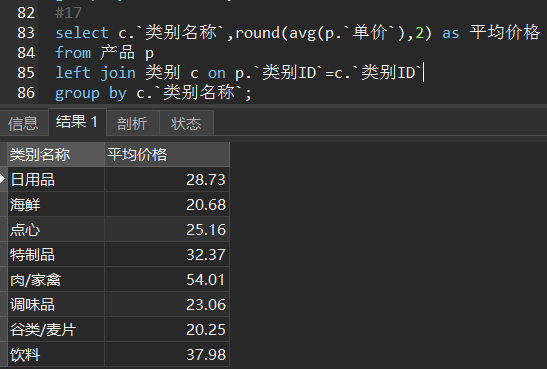 82
#17
83 select c.`类别名称`,round(avg(p.`单价`),2) as 平均价格
84 from 产品 p
85 left join 类别 c on p.`类别ID`=c.`类别ID`
86 group by c.`类别名称`;
信息 结果 1 剖析 状态
类别名称 平均价格
日用品 28.73
海鲜 20.68
点心 25.16
特制品 32.37
肉/家禽 54.01
调味品 23.06
谷类/麦片 20.25
饮料 37.98